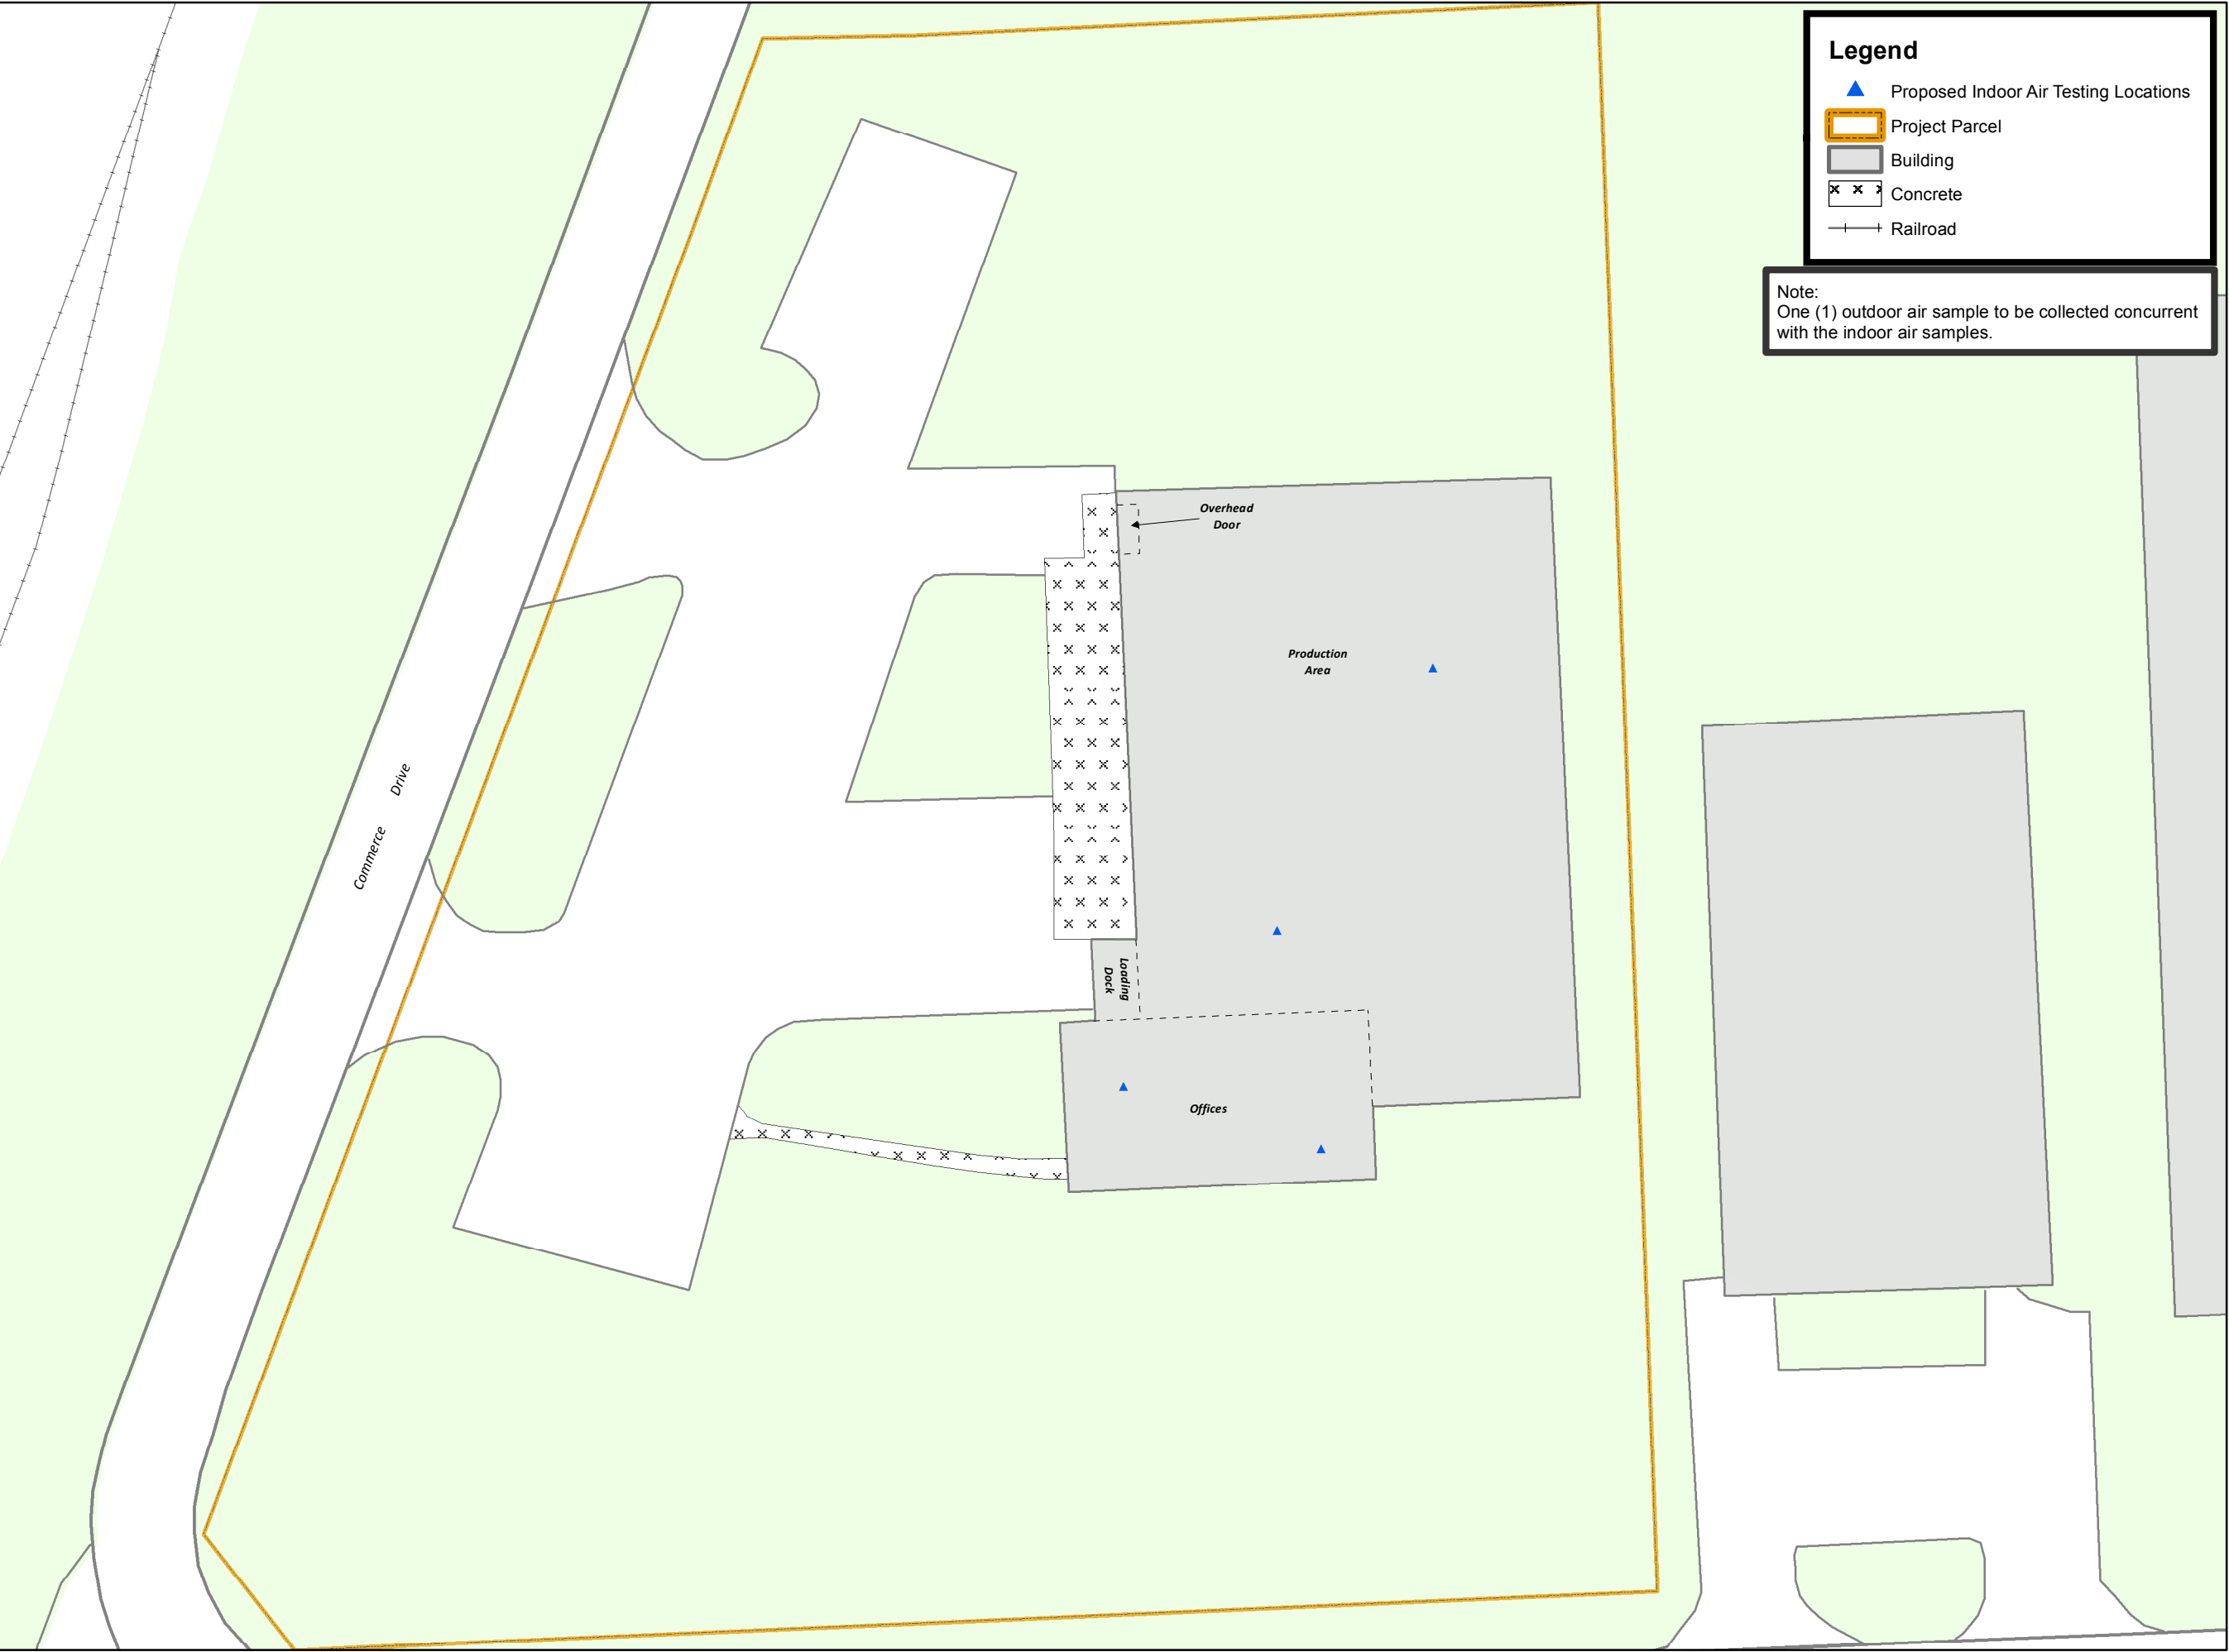 Legend
Proposed Indoor Air Testing Locations
Project Parcel
Building
Concrete
Railroad
Note:
One (1) outdoor air sample to be collected concurrent
with the indoor air samples.
Overhead
Door
Production
Area
Commerce Drive
Loading
Dock
Offices